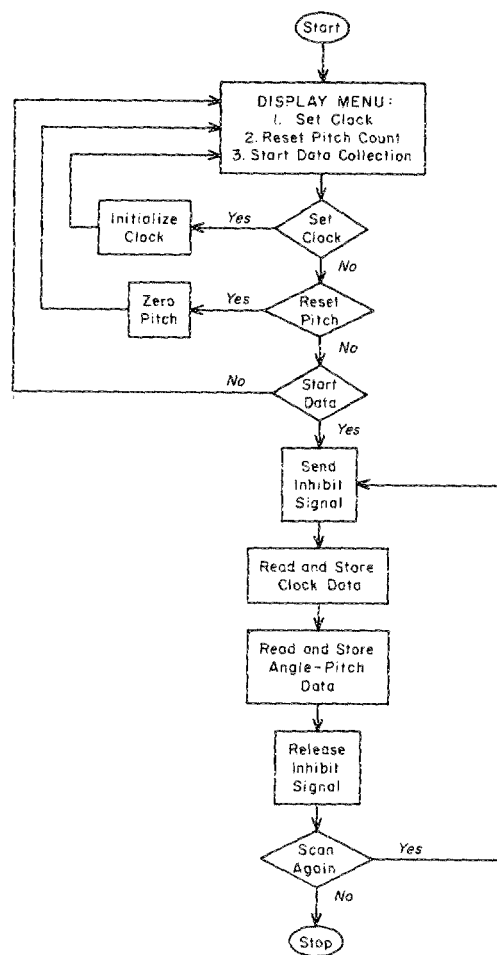 Start
DISPLAY MENU:
1. Set Clock
2. Reset Pitch Count
3. Start Data Collection
Initialize
Clock
Yes
Set
Clock
No
Zero
Pitch
Yes
Reset
Pitch
No
No
Start
Data
Yes
Send
Inhibit
Signal
Read and Store
Clock Data
Read and Store
Angle-Pitch
Data
Release
Inhibit
Signal
Scan
Again
Yes
No
Stop